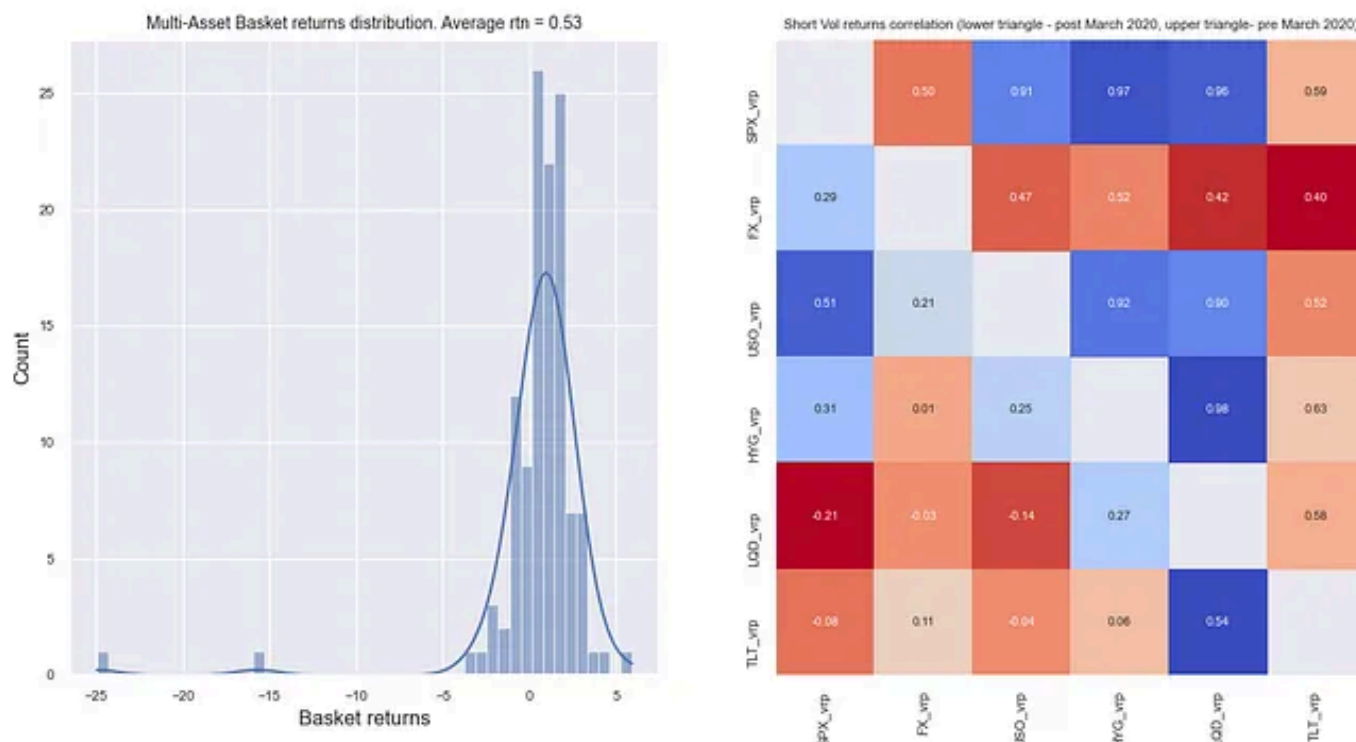 Multi-Asset Basket returns distribution. Average rtn = 0.53
25
20
15
10
5
0
Count
−25 −20 −15 −10 −5 0 5
Basket returns
Short Vol returns correlation (lower triangle - post March 2020, upper triangle- pre March 2020)
SPX_vrp
0.50 0.91 0.97 0.96 0.59
FX_vrp
0.29 0.47 0.52 0.42 0.40
USO_vrp
0.51 0.21 0.92 0.90 0.52
HYG_vrp
0.31 0.01 0.25 0.98 0.63
LQD_vrp
-0.21 -0.03 -0.14 0.27 0.58
TLT_vrp
-0.08 0.11 -0.04 0.06 0.54
FX_vrp TLT_vrp